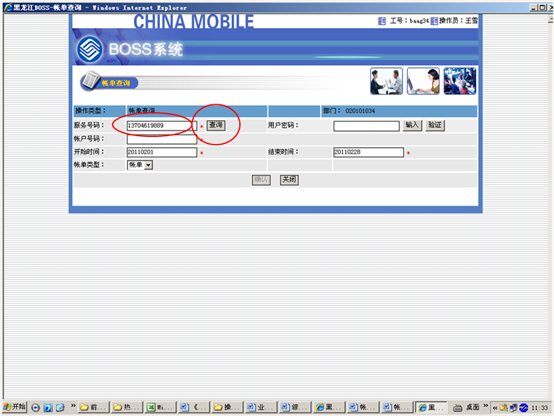 黑龙江BOSS-帐单查询 - Windows Internet Explorer
CHINA MOBILE
工号：baag34 操作员：王雪
BOSS系统
帐单查询
操作类型： 帐单查询 部门： 020101034
服务号码： 13704619889 * 查询 用户密码： 输入 验证
帐户号码：
开始时间： 20110201 * 结束时间： 20110228 *
帐单类型： 帐单
确认 关闭
开始 » 前... 热... Mi... 《... 操... 业... 综... 黑... 帐... 帐... 黑... 桌面 » « 11:33